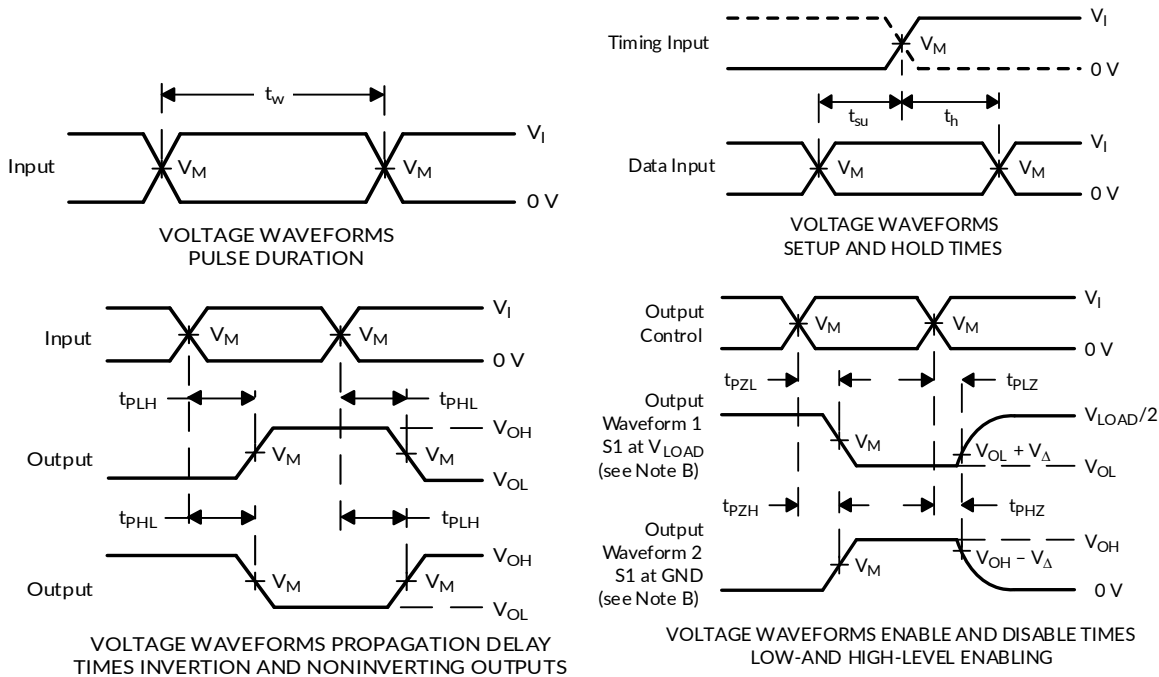 t_w
Input
V_I
V_M
V_M
0 V
VOLTAGE WAVEFORMS
PULSE DURATION
Timing Input
V_I
V_M
0 V
t_su
t_h
Data Input
V_I
V_M
V_M
0 V
VOLTAGE WAVEFORMS
SETUP AND HOLD TIMES
Input
V_I
V_M
V_M
0 V
t_PLH
t_PHL
Output
V_OH
V_M
V_M
V_OL
t_PHL
t_PLH
Output
V_OH
V_M
V_M
V_OL
VOLTAGE WAVEFORMS PROPAGATION DELAY
TIMES INVERTION AND NONINVERTING OUTPUTS
Output
Control
V_I
V_M
V_M
0 V
t_PZL
t_PLZ
Output
Waveform 1
S1 at V_LOAD
(see Note B)
V_LOAD/2
V_M
V_OL + V_Δ
V_OL
t_PZH
t_PHZ
Output
Waveform 2
S1 at GND
(see Note B)
V_OH
V_M
V_OH – V_Δ
0 V
VOLTAGE WAVEFORMS ENABLE AND DISABLE TIMES
LOW-AND HIGH-LEVEL ENABLING